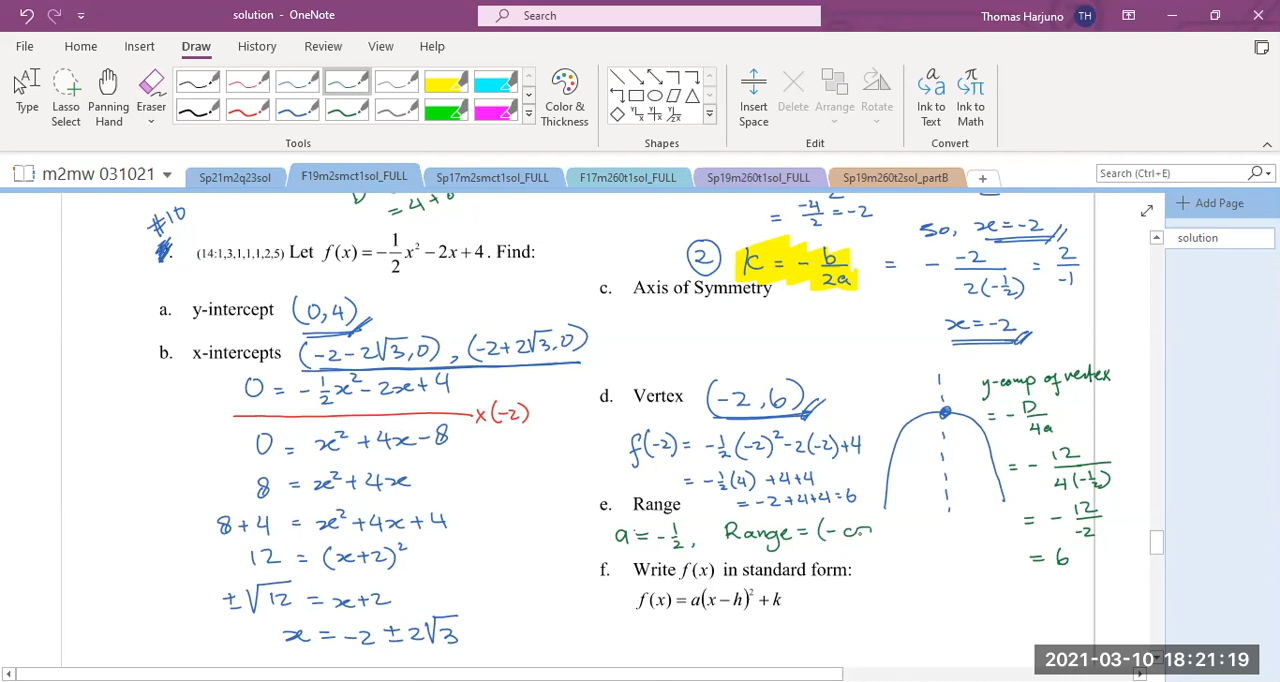 solution - OneNote
Search
Thomas Harjuno TH
File Home Insert Draw History Review View Help
Type
Lasso Select
Panning Hand
Eraser
Color & Thickness
Insert Space
Delete
Arrange
Rotate
Ink to Text
Ink to Math
Tools
Shapes
Edit
Convert
m2mw 031021
Sp21m2q23sol
F19m2smct1sol_FULL
Sp17m2smct1sol_FULL
F17m260t1sol_FULL
Sp19m260t1sol_FULL
Sp19m260t2sol_partB
Search (Ctrl+E)
Add Page
solution
= 4 + 8
#10
(14:1,3,1,1,1,2,5) Let f(x) = -1/2 x² - 2x + 4. Find:
a. y-intercept (0,4)
b. x-intercepts (-2-2√3,0), (-2+2√3,0)
0 = -½x² - 2x + 4
x(-2)
0 = x² + 4x - 8
8 = x² + 4x
8+4 = x² + 4x + 4
12 = (x+2)²
±√12 = x+2
x = -2 ± 2√3
= -4/2 = -2
so, x = -2
② x = - b/2a = - -2/2(-½) = 2/-1
c. Axis of Symmetry
x = -2
d. Vertex (-2,6)
f(-2) = -½(-2)² - 2(-2) + 4
= -½(4) + 4 + 4
= -2+4+4 = 6
y-comp of vertex
= - D/4a
= - 12/4(-½)
= - 12/-2
= 6
e. Range
a = -½, Range = (-∞
f. Write f(x) in standard form:
f(x) = a(x-h)² + k
2021-03-10 18:21:19